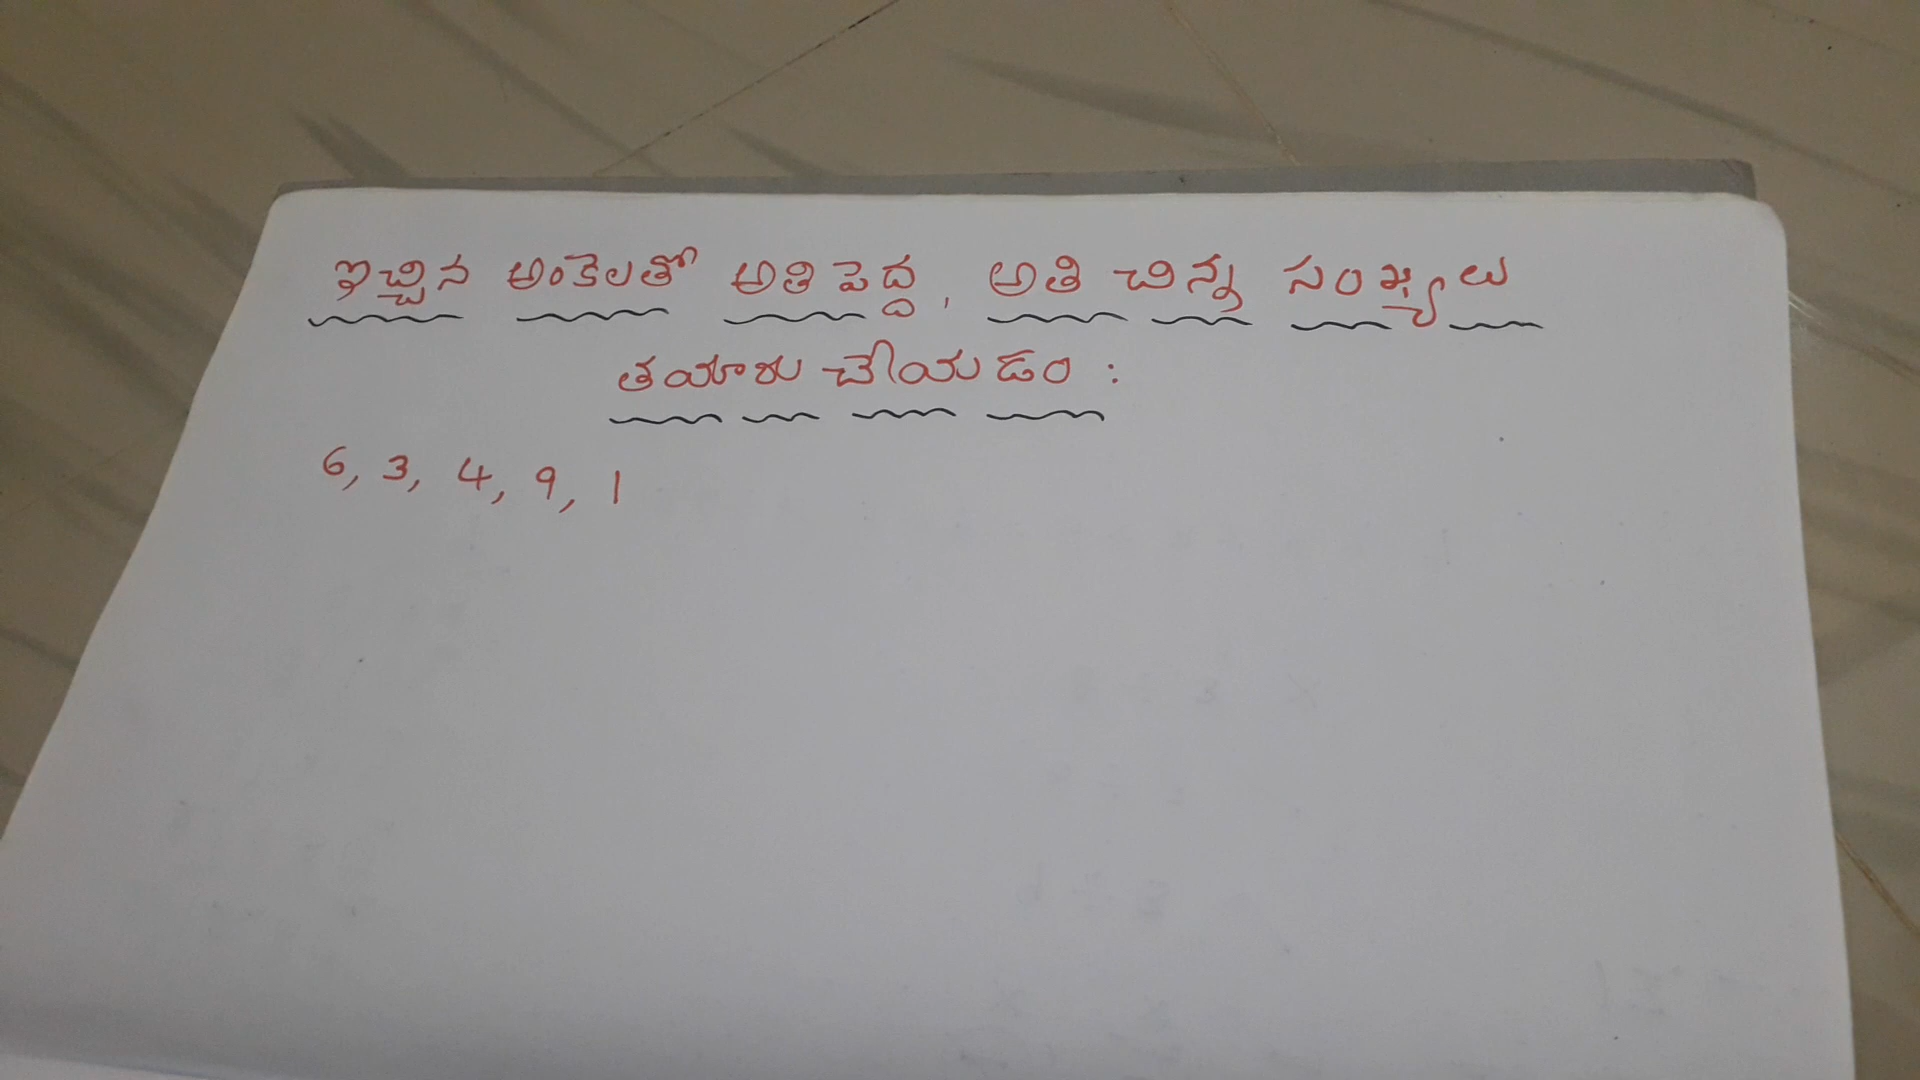 ఇచ్చిన అంకెలతో అతి పెద్ద, అతి చిన్న సంఖ్యలు
తయారు చేయడం :
6, 3, 4, 9, 1